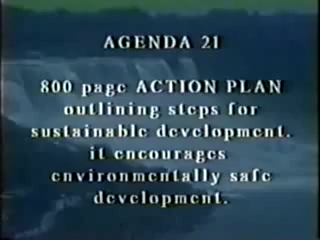 AGENDA 21
800 page ACTION PLAN
outlining steps for
sustainable development.
it encourages
environmentally safe
development.